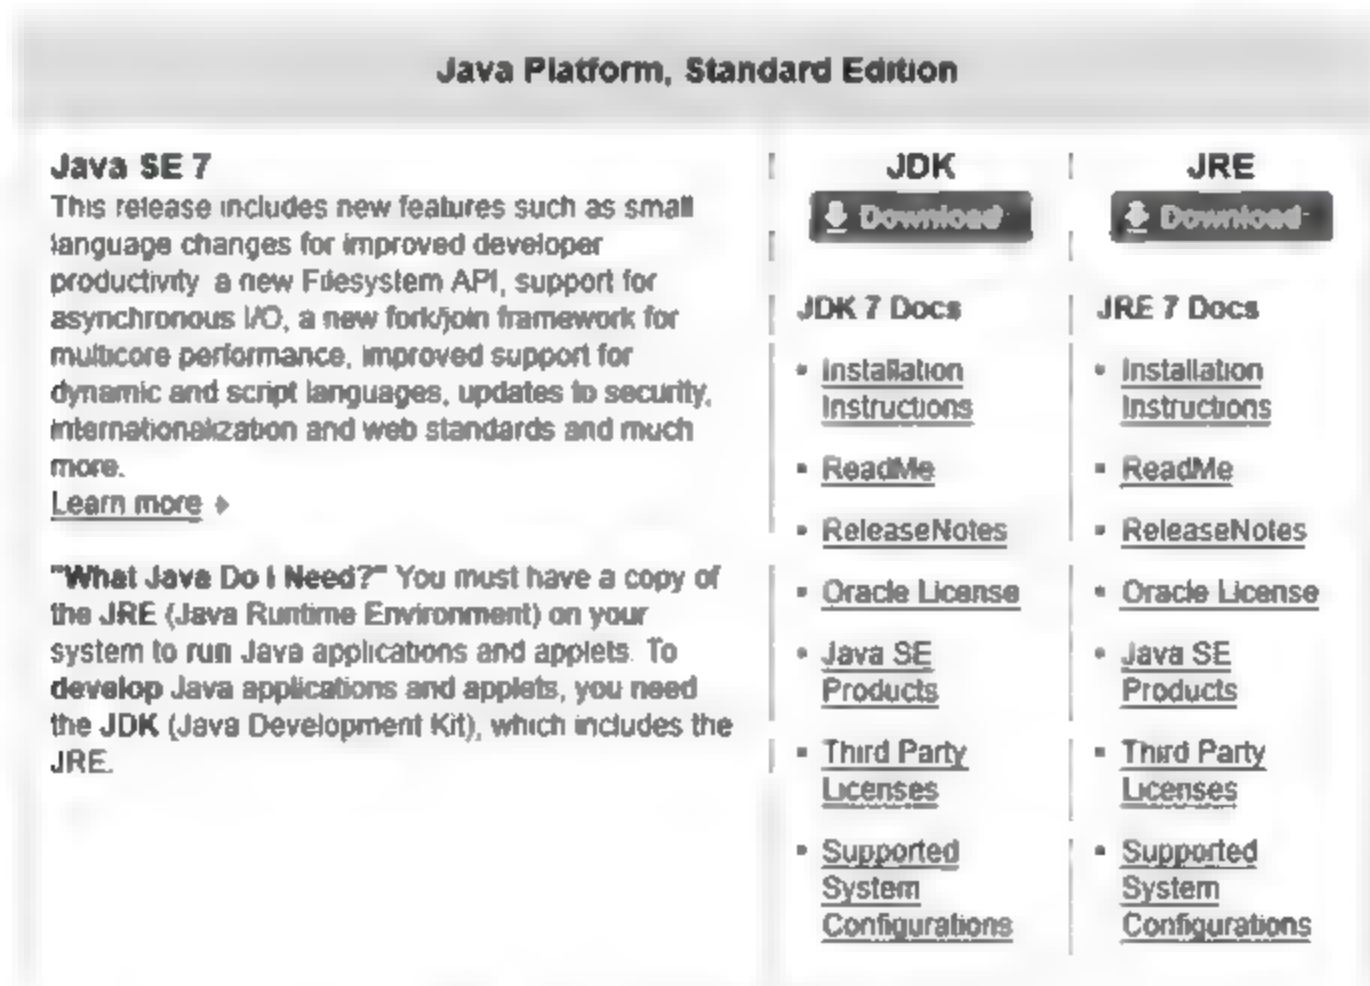 Java Platform, Standard Edition
Java SE 7
This release includes new features such as small
language changes for improved developer
productivity a new Filesystem API, support for
asynchronous I/O, a new fork/join framework for
multicore performance, improved support for
dynamic and script languages, updates to security,
internationalization and web standards and much
more.
Learn more
"What Java Do I Need?" You must have a copy of
the JRE (Java Runtime Environment) on your
system to run Java applications and applets. To
develop Java applications and applets, you need
the JDK (Java Development Kit), which includes the
JRE.
JDK
Download
JDK 7 Docs
Installation
Instructions
ReadMe
ReleaseNotes
Oracle License
Java SE
Products
Third Party
Licenses
Supported
System
Configurations
JRE
Download
JRE 7 Docs
Installation
Instructions
ReadMe
ReleaseNotes
Oracle License
Java SE
Products
Third Party
Licenses
Supported
System
Configurations